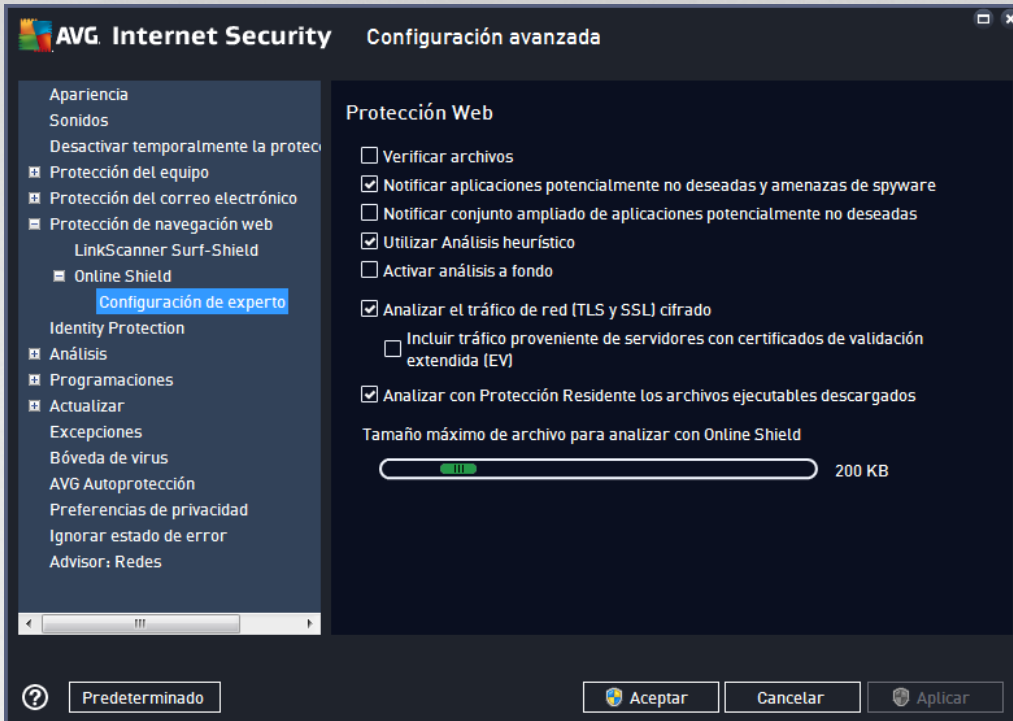 AVG. Internet Security Configuración avanzada
Apariencia
Sonidos
Desactivar temporalmente la protec
Protección del equipo
Protección del correo electrónico
Protección de navegación web
LinkScanner Surf-Shield
Online Shield
Configuración de experto
Identity Protection
Análisis
Programaciones
Actualizar
Excepciones
Bóveda de virus
AVG Autoprotección
Preferencias de privacidad
Ignorar estado de error
Advisor: Redes
Protección Web
Verificar archivos
Notificar aplicaciones potencialmente no deseadas y amenazas de spyware
Notificar conjunto ampliado de aplicaciones potencialmente no deseadas
Utilizar Análisis heurístico
Activar análisis a fondo
Analizar el tráfico de red (TLS y SSL) cifrado
Incluir tráfico proveniente de servidores con certificados de validación
extendida (EV)
Analizar con Protección Residente los archivos ejecutables descargados
Tamaño máximo de archivo para analizar con Online Shield
200 KB
? Predeterminado Aceptar Cancelar Aplicar